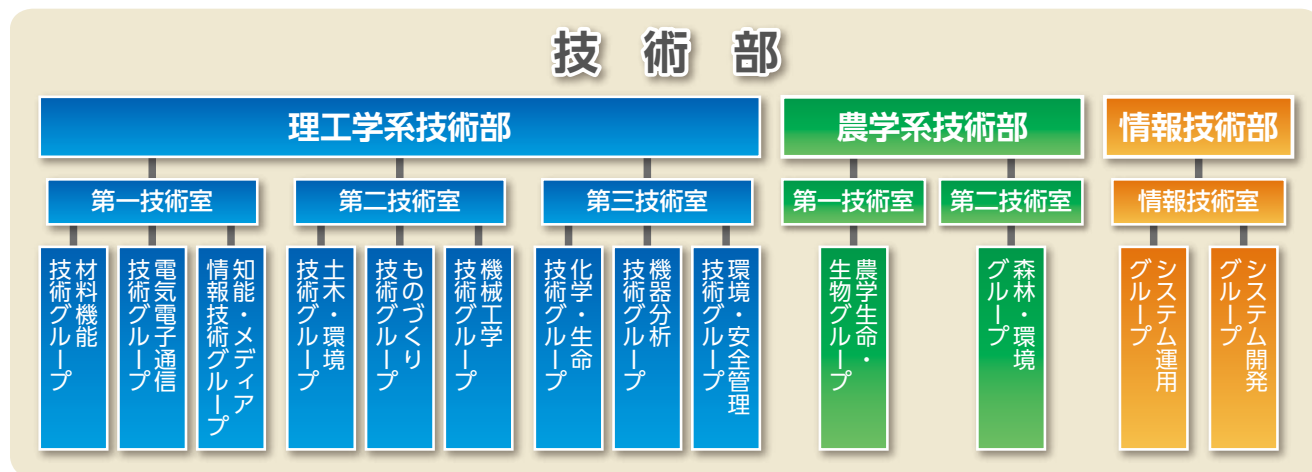 技術部
理工学系技術部
農学系技術部
情報技術部
第一技術室
第二技術室
第三技術室
第一技術室
第二技術室
情報技術室
材料機能
技術グループ
電気電子通信
技術グループ
知能・メディア
情報技術グループ
土木・環境
技術グループ
ものづくり
技術グループ
機械工学
技術グループ
化学・生命
技術グループ
機器分析
技術グループ
環境・安全管理
技術グループ
農学生命・
生物グループ
森林・環境
グループ
システム運用
グループ
システム開発
グループ